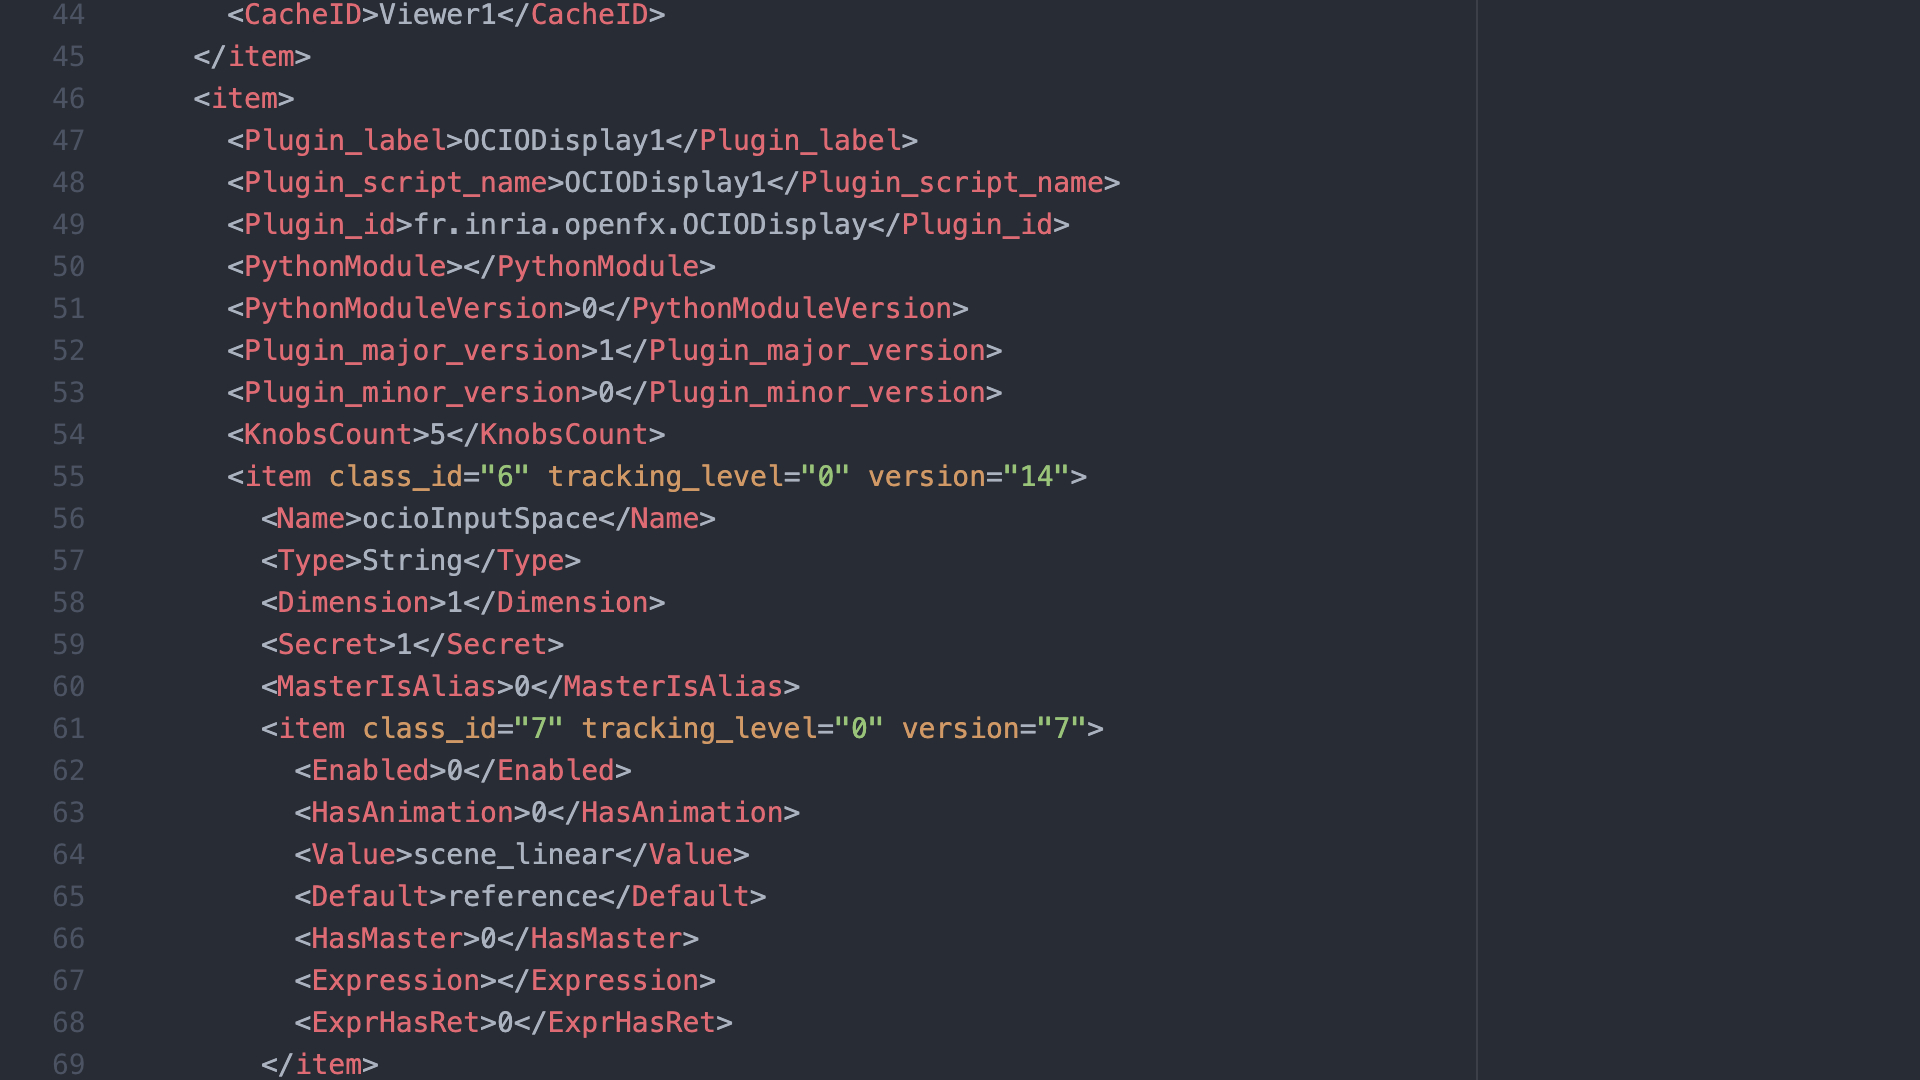 44 <CacheID>Viewer1</CacheID>
45 </item>
46 <item>
47 <Plugin_label>OCIODisplay1</Plugin_label>
48 <Plugin_script_name>OCIODisplay1</Plugin_script_name>
49 <Plugin_id>fr.inria.openfx.OCIODisplay</Plugin_id>
50 <PythonModule></PythonModule>
51 <PythonModuleVersion>0</PythonModuleVersion>
52 <Plugin_major_version>1</Plugin_major_version>
53 <Plugin_minor_version>0</Plugin_minor_version>
54 <KnobsCount>5</KnobsCount>
55 <item class_id="6" tracking_level="0" version="14">
56 <Name>ocioInputSpace</Name>
57 <Type>String</Type>
58 <Dimension>1</Dimension>
59 <Secret>1</Secret>
60 <MasterIsAlias>0</MasterIsAlias>
61 <item class_id="7" tracking_level="0" version="7">
62 <Enabled>0</Enabled>
63 <HasAnimation>0</HasAnimation>
64 <Value>scene_linear</Value>
65 <Default>reference</Default>
66 <HasMaster>0</HasMaster>
67 <Expression></Expression>
68 <ExprHasRet>0</ExprHasRet>
69 </item>